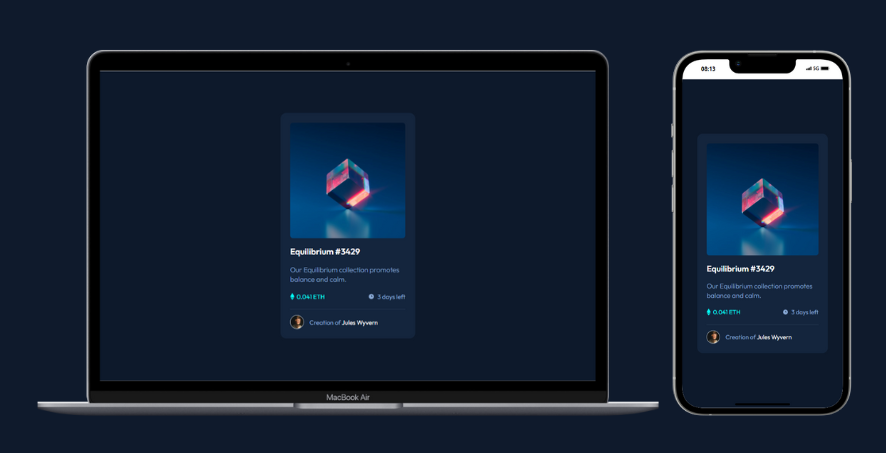 Equilibrium #3429
Our Equilibrium collection promotes
balance and calm.
0.041 ETH
3 days left
Creation of Jules Wyvern
MacBook Air
08:13
5G
Equilibrium #3429
Our Equilibrium collection promotes
balance and calm.
0.041 ETH
3 days left
Creation of Jules Wyvern